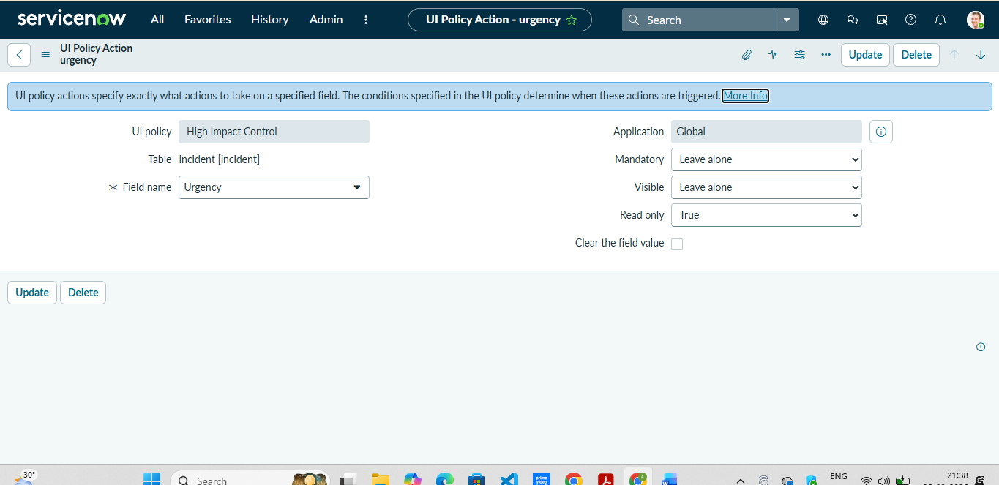 servicenow All Favorites History Admin UI Policy Action - urgency Search
UI Policy Action
urgency
Update Delete
UI policy actions specify exactly what actions to take on a specified field. The conditions specified in the UI policy determine when these actions are triggered. More Info
UI policy High Impact Control Application Global
Table Incident [incident] Mandatory Leave alone
Field name Urgency Visible Leave alone
Read only True
Clear the field value
Update Delete
30°
Search
prime video
ENG
21:38